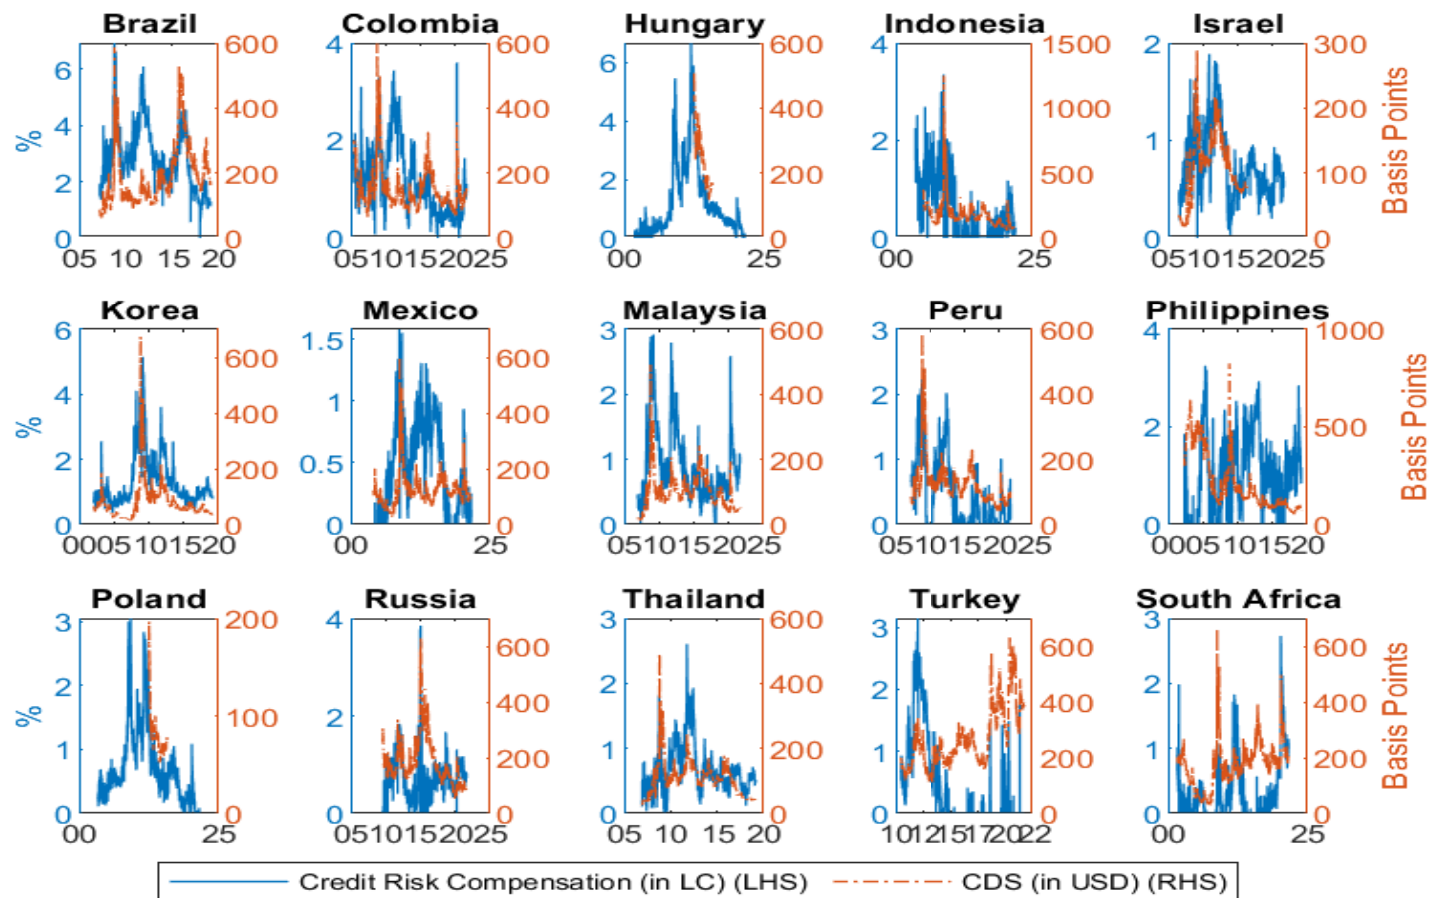 Brazil Colombia Hungary Indonesia Israel
6 600 4 600 6 600 4 1500 2 300
% 4 400 400 4 400 1000 200 Basis Points
2 200 2 200 2 200 2 500 1 100
0 0 0 0 0 0 0 0 0 0
05 10 15 20 0510152025 00 25 00 25 0510152025
Korea Mexico Malaysia Peru Philippines
6 600 1.5 600 3 600 3 600 4 1000
% 4 400 1 400 2 400 2 400 2 500 Basis Points
2 200 0.5 200 1 200 1 200
0 0 0 0 0 0 0 0 0 0
0005101520 00 25 0510152025 0510152025 0005101520
Poland Russia Thailand Turkey South Africa
3 200 4 600 3 600 3 600 3 600
% 2 100 2 400 2 400 2 400 2 400 Basis Points
1 200 1 200 1 200 1 200
0 0 0 0 0 0 0 0 0 0
00 25 0510152025 05 10 15 20 101215172022 00 25
Credit Risk Compensation (in LC) (LHS) CDS (in USD) (RHS)